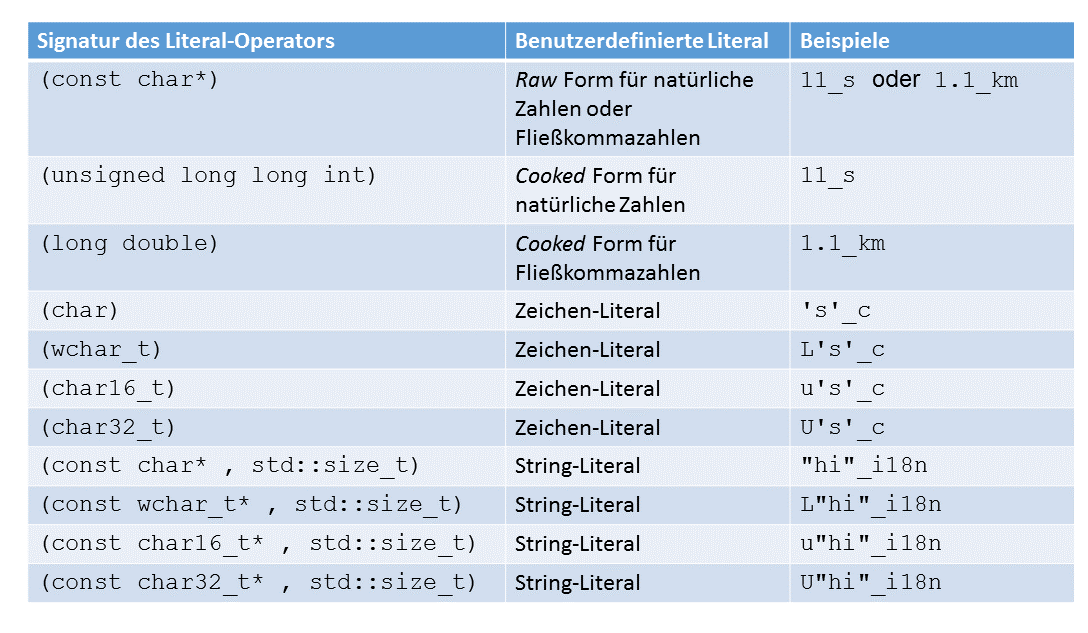 Signatur des Literal-Operators Benutzerdefinierte Literal Beispiele
(const char*) Raw Form für natürliche 11_s oder 1.1_km
Zahlen oder
Fließkommazahlen
(unsigned long long int) Cooked Form für 11_s
natürliche Zahlen
(long double) Cooked Form für 1.1_km
Fließkommazahlen
(char) Zeichen-Literal 's'_c
(wchar_t) Zeichen-Literal L's'_c
(char16_t) Zeichen-Literal u's'_c
(char32_t) Zeichen-Literal U's'_c
(const char* , std::size_t) String-Literal "hi"_i18n
(const wchar_t* , std::size_t) String-Literal L"hi"_i18n
(const char16_t* , std::size_t) String-Literal u"hi"_i18n
(const char32_t* , std::size_t) String-Literal U"hi"_i18n